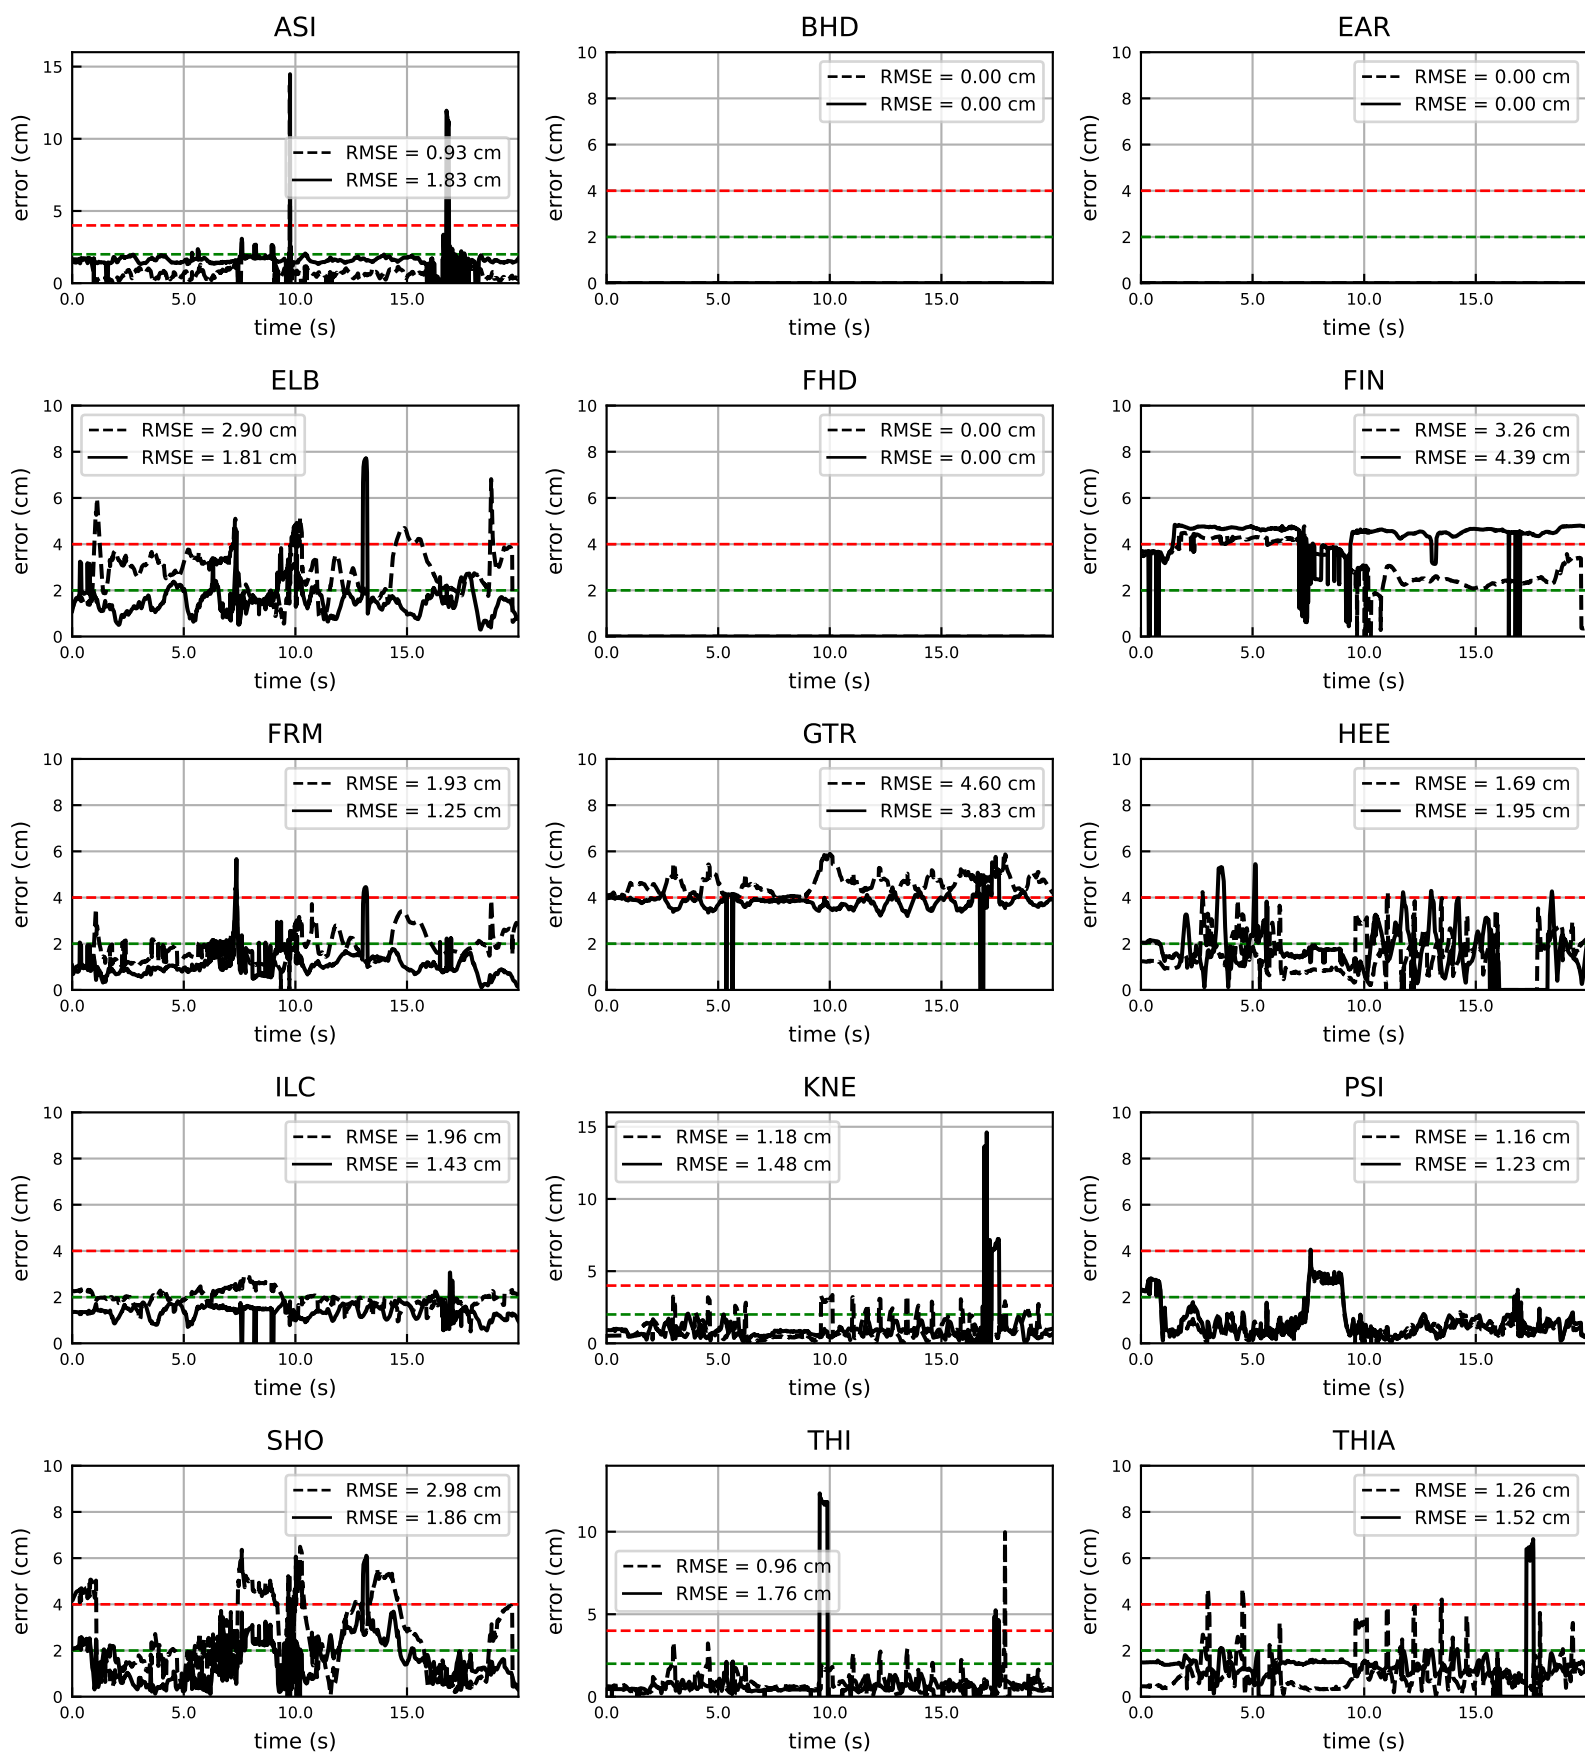 ASI
BHD
EAR
error (cm)
15
10
5
0
RMSE = 0.93 cm
RMSE = 1.83 cm
0.0 5.0 10.0 15.0
time (s)
error (cm)
10
8
6
4
2
0
RMSE = 0.00 cm
RMSE = 0.00 cm
0.0 5.0 10.0 15.0
time (s)
error (cm)
10
8
6
4
2
0
RMSE = 0.00 cm
RMSE = 0.00 cm
0.0 5.0 10.0 15.0
time (s)
ELB
FHD
FIN
error (cm)
10
8
6
4
2
0
RMSE = 2.90 cm
RMSE = 1.81 cm
0.0 5.0 10.0 15.0
time (s)
error (cm)
10
8
6
4
2
0
RMSE = 0.00 cm
RMSE = 0.00 cm
0.0 5.0 10.0 15.0
time (s)
error (cm)
10
8
6
4
2
0
RMSE = 3.26 cm
RMSE = 4.39 cm
0.0 5.0 10.0 15.0
time (s)
FRM
GTR
HEE
error (cm)
10
8
6
4
2
0
RMSE = 1.93 cm
RMSE = 1.25 cm
0.0 5.0 10.0 15.0
time (s)
error (cm)
10
8
6
4
2
0
RMSE = 4.60 cm
RMSE = 3.83 cm
0.0 5.0 10.0 15.0
time (s)
error (cm)
10
8
6
4
2
0
RMSE = 1.69 cm
RMSE = 1.95 cm
0.0 5.0 10.0 15.0
time (s)
ILC
KNE
PSI
error (cm)
10
8
6
4
2
0
RMSE = 1.96 cm
RMSE = 1.43 cm
0.0 5.0 10.0 15.0
time (s)
error (cm)
15
10
5
0
RMSE = 1.18 cm
RMSE = 1.48 cm
0.0 5.0 10.0 15.0
time (s)
error (cm)
10
8
6
4
2
0
RMSE = 1.16 cm
RMSE = 1.23 cm
0.0 5.0 10.0 15.0
time (s)
SHO
THI
THIA
error (cm)
10
8
6
4
2
0
RMSE = 2.98 cm
RMSE = 1.86 cm
0.0 5.0 10.0 15.0
time (s)
error (cm)
10
5
0
RMSE = 0.96 cm
RMSE = 1.76 cm
0.0 5.0 10.0 15.0
time (s)
error (cm)
10
8
6
4
2
0
RMSE = 1.26 cm
RMSE = 1.52 cm
0.0 5.0 10.0 15.0
time (s)